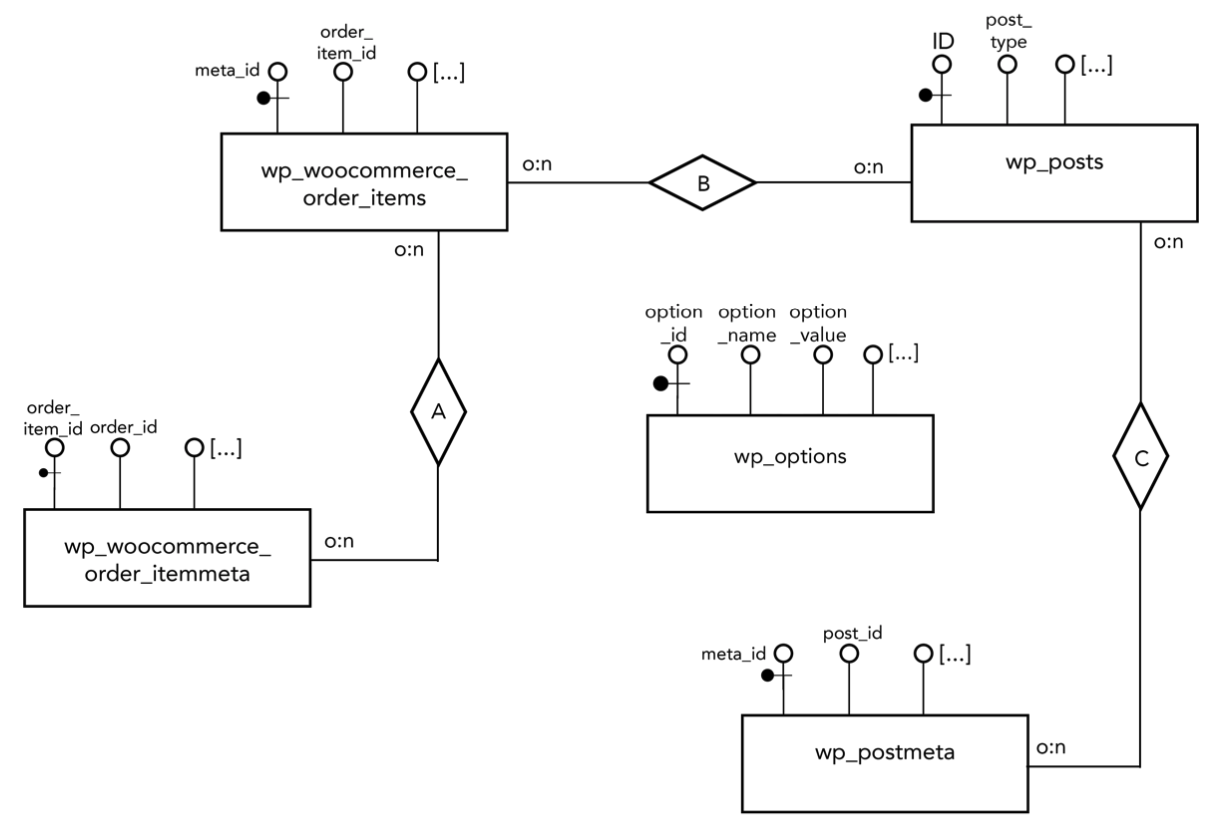 order_
item_id
meta_id
[...]
wp_woocommerce_
order_items
o:n
o:n
B
o:n
post_
type
ID
[...]
wp_posts
o:n
option
_id
option
_name
option
_value
[...]
wp_options
A
C
order_
item_id
order_id
[...]
wp_woocommerce_
order_itemmeta
o:n
post_id
meta_id
[...]
wp_postmeta
o:n